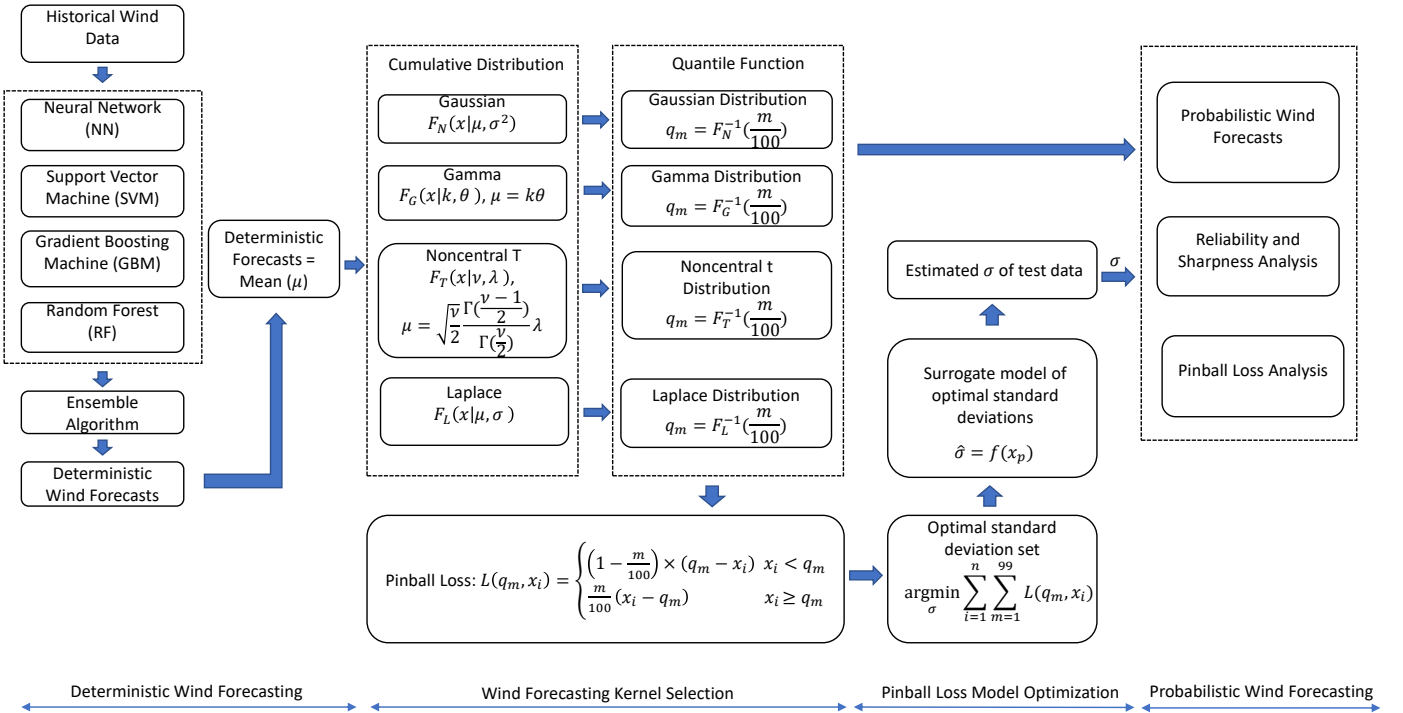 Historical Wind
Data
Neural Network
(NN)
Support Vector
Machine (SVM)
Gradient Boosting
Machine (GBM)
Random Forest
(RF)
Ensemble
Algorithm
Deterministic
Wind Forecasts
Deterministic
Forecasts =
Mean (μ)
Cumulative Distribution
Gaussian
F_N(x|μ, σ²)
Gamma
F_G(x|k, θ), μ = kθ
Noncentral T
F_T(x|ν, λ),
μ = √(ν/2) Γ((ν − 1)/2)/Γ(ν/2) λ
Laplace
F_L(x|μ, σ)
Quantile Function
Gaussian Distribution
q_m = F_N^{-1}(m/100)
Gamma Distribution
q_m = F_G^{-1}(m/100)
Noncentral t
Distribution
q_m = F_T^{-1}(m/100)
Laplace Distribution
q_m = F_L^{-1}(m/100)
Pinball Loss: L(q_m, x_i) = { (1 − m/100) × (q_m − x_i) x_i < q_m
m/100 (x_i − q_m) x_i ≥ q_m
Optimal standard
deviation set
argmin_σ ∑_{i=1}^{n} ∑_{m=1}^{99} L(q_m, x_i)
Surrogate model of
optimal standard
deviations
σ̂ = f(x_p)
Estimated σ of test data
σ
Probabilistic Wind
Forecasts
Reliability and
Sharpness Analysis
Pinball Loss Analysis
Deterministic Wind Forecasting
Wind Forecasting Kernel Selection
Pinball Loss Model Optimization
Probabilistic Wind Forecasting